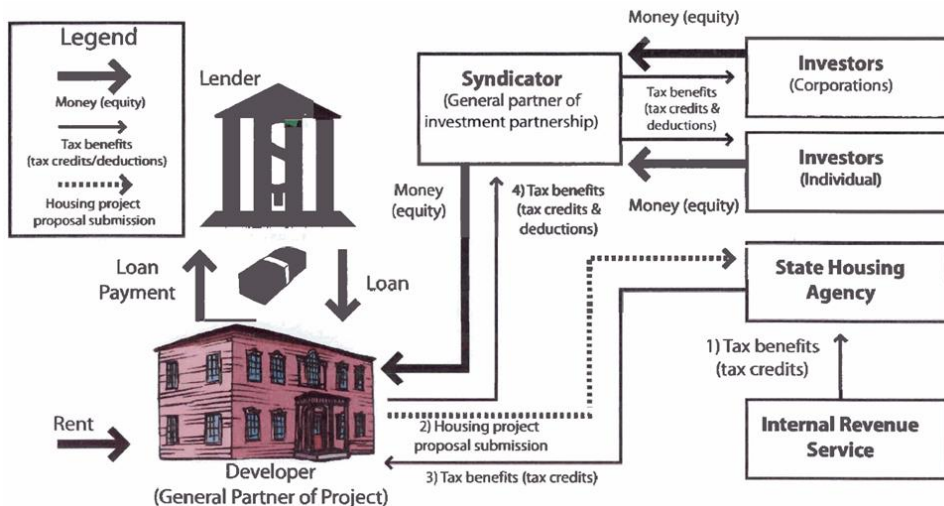 Legend
Money (equity)
Tax benefits
(tax credits/deductions)
Housing project
proposal submission
Lender
Loan
Payment
Loan
Rent
Developer
(General Partner of Project)
Syndicator
(General partner of
investment partnership)
Money
(equity)
4) Tax benefits
(tax credits &
deductions)
Money (equity)
Tax benefits
(tax credits &
deductions)
Money (equity)
Investors
(Corporations)
Investors
(Individual)
State Housing
Agency
1) Tax benefits
(tax credits)
Internal Revenue
Service
2) Housing project
proposal submission
3) Tax benefits (tax credits)